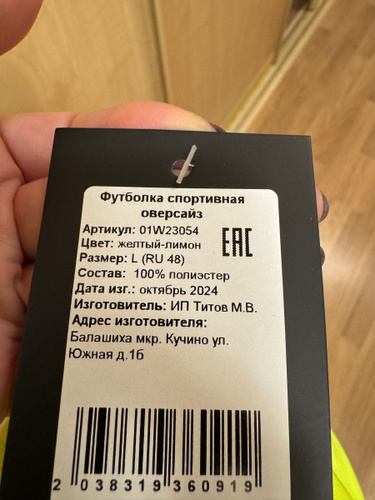 Футболка спортивная
оверсайз
Артикул: 01W23054
Цвет: желтый-лимон
Размер: L (RU 48)
Состав: 100% полиэстер
Дата изг.: октябрь 2024
Изготовитель: ИП Титов М.В.
Адрес изготовителя:
Балашиха мкр. Кучино ул.
Южная д.1б
EAC
2 038319 360919